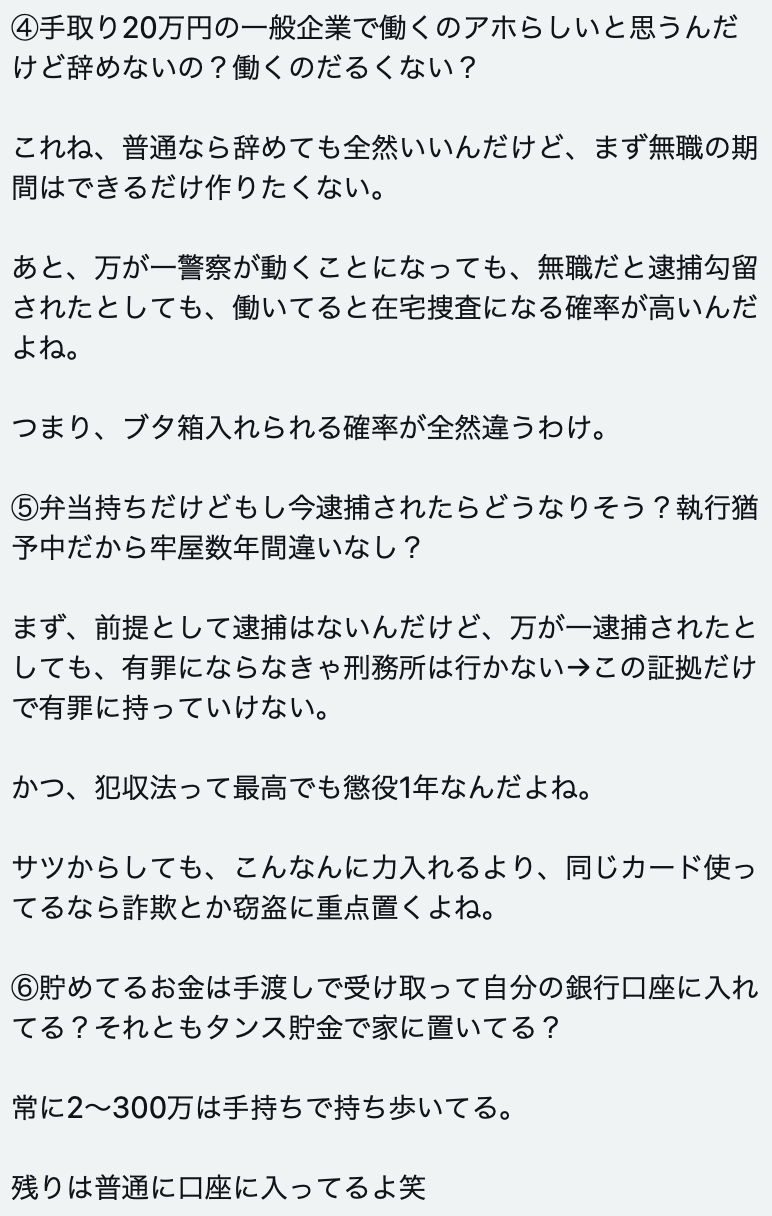 ④手取り20万円の一般企業で働くのアホらしいと思うんだ
けど辞めないの？働くのだるくない？
これね、普通なら辞めても全然いいんだけど、まず無職の期
間はできるだけ作りたくない。
あと、万が一警察が動くことになっても、無職だと逮捕勾留
されたとしても、働いてると在宅捜査になる確率が高いんだ
よね。
つまり、ブタ箱入れられる確率が全然違うわけ。
⑤弁当持ちだけどもし今逮捕されたらどうなりそう？執行猶
予中だから牢屋数年間違いなし？
まず、前提として逮捕はないんだけど、万が一逮捕されたと
しても、有罪にならなきゃ刑務所は行かない→この証拠だけ
で有罪に持っていけない。
かつ、犯収法って最高でも懲役1年なんだよね。
サツからしても、こんなんに力入れるより、同じカード使っ
てるなら詐欺とか窃盗に重点置くよね。
⑥貯めてるお金は手渡しで受け取って自分の銀行口座に入れ
てる？それともタンス貯金で家に置いてる？
常に2〜300万は手持ちで持ち歩いてる。
残りは普通に口座に入ってるよ笑